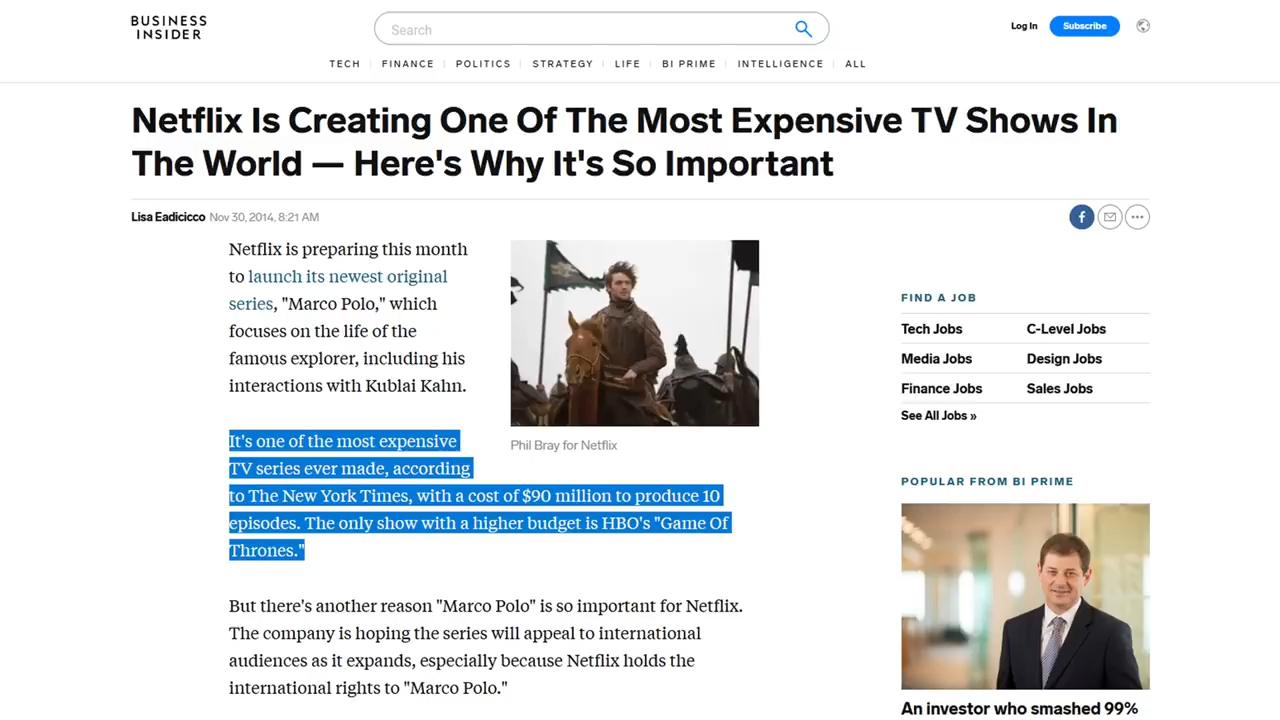 BUSINESS
INSIDER
Search
Log In
Subscribe
TECH
FINANCE
POLITICS
STRATEGY
LIFE
BI PRIME
INTELLIGENCE
ALL
Netflix Is Creating One Of The Most Expensive TV Shows In
The World — Here's Why It's So Important
Lisa Eadicicco Nov 30, 2014, 8:21 AM
f
Netflix is preparing this month
to launch its newest original
series, "Marco Polo," which
focuses on the life of the
famous explorer, including his
interactions with Kublai Kahn.
Phil Bray for Netflix
It's one of the most expensive
TV series ever made, according
to The New York Times, with a cost of $90 million to produce 10
episodes. The only show with a higher budget is HBO's "Game Of
Thrones."
But there's another reason "Marco Polo" is so important for Netflix.
The company is hoping the series will appeal to international
audiences as it expands, especially because Netflix holds the
international rights to "Marco Polo."
FIND A JOB
Tech Jobs
C-Level Jobs
Media Jobs
Design Jobs
Finance Jobs
Sales Jobs
See All Jobs »
POPULAR FROM BI PRIME
An investor who smashed 99%